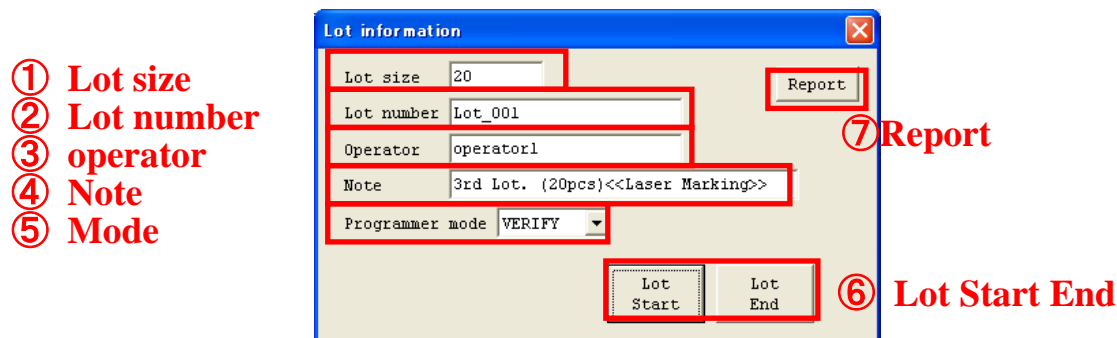 Lot information
① Lot size
② Lot number
③ operator
④ Note
⑤ Mode
Lot size 20
Report
Lot number Lot_001
Operator operator1
Note 3rd Lot. (20pcs)<<Laser Marking>>
Programmer mode VERIFY
⑦Report
Lot Start
Lot End
⑥ Lot Start End